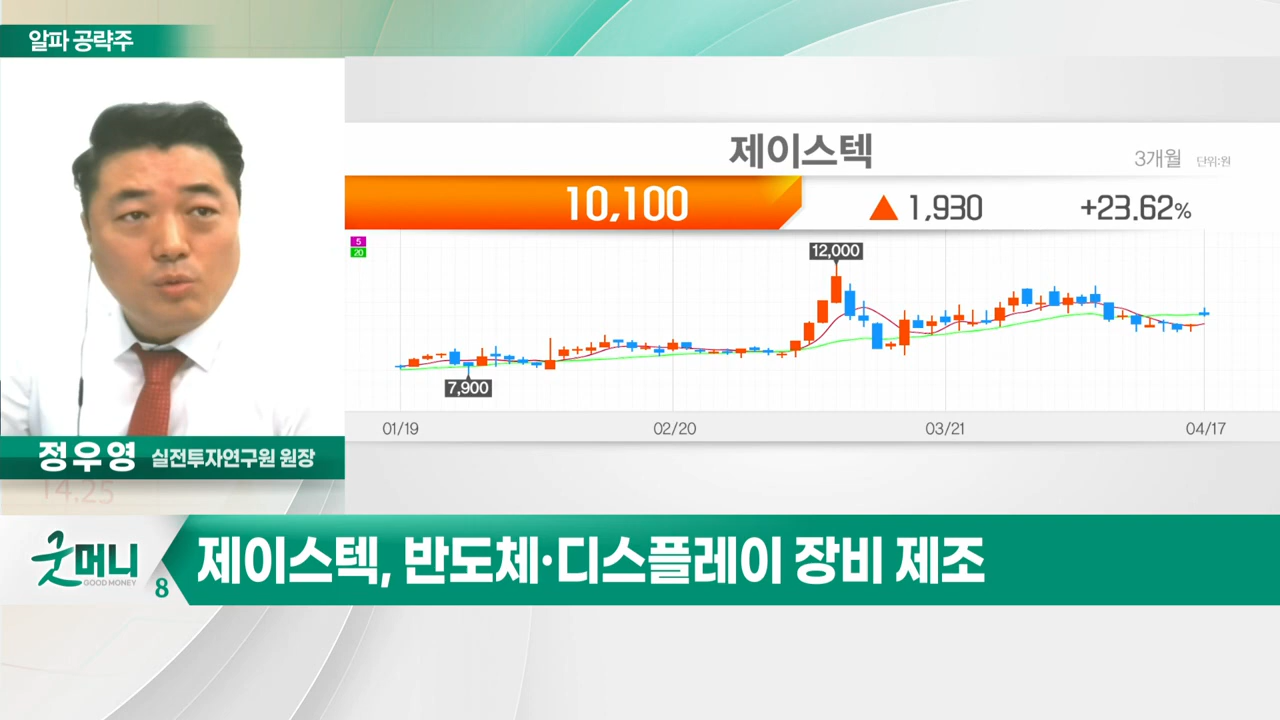 알파 공략주
제이스텍
3개월 단위:원
10,100
▲ 1,930
+23.62%
5
20
12,000
7,900
01/19
02/20
03/21
04/17
정우영 실전투자연구원 원장
14.25
굿머니
GOOD MONEY
8
제이스텍, 반도체·디스플레이 장비 제조